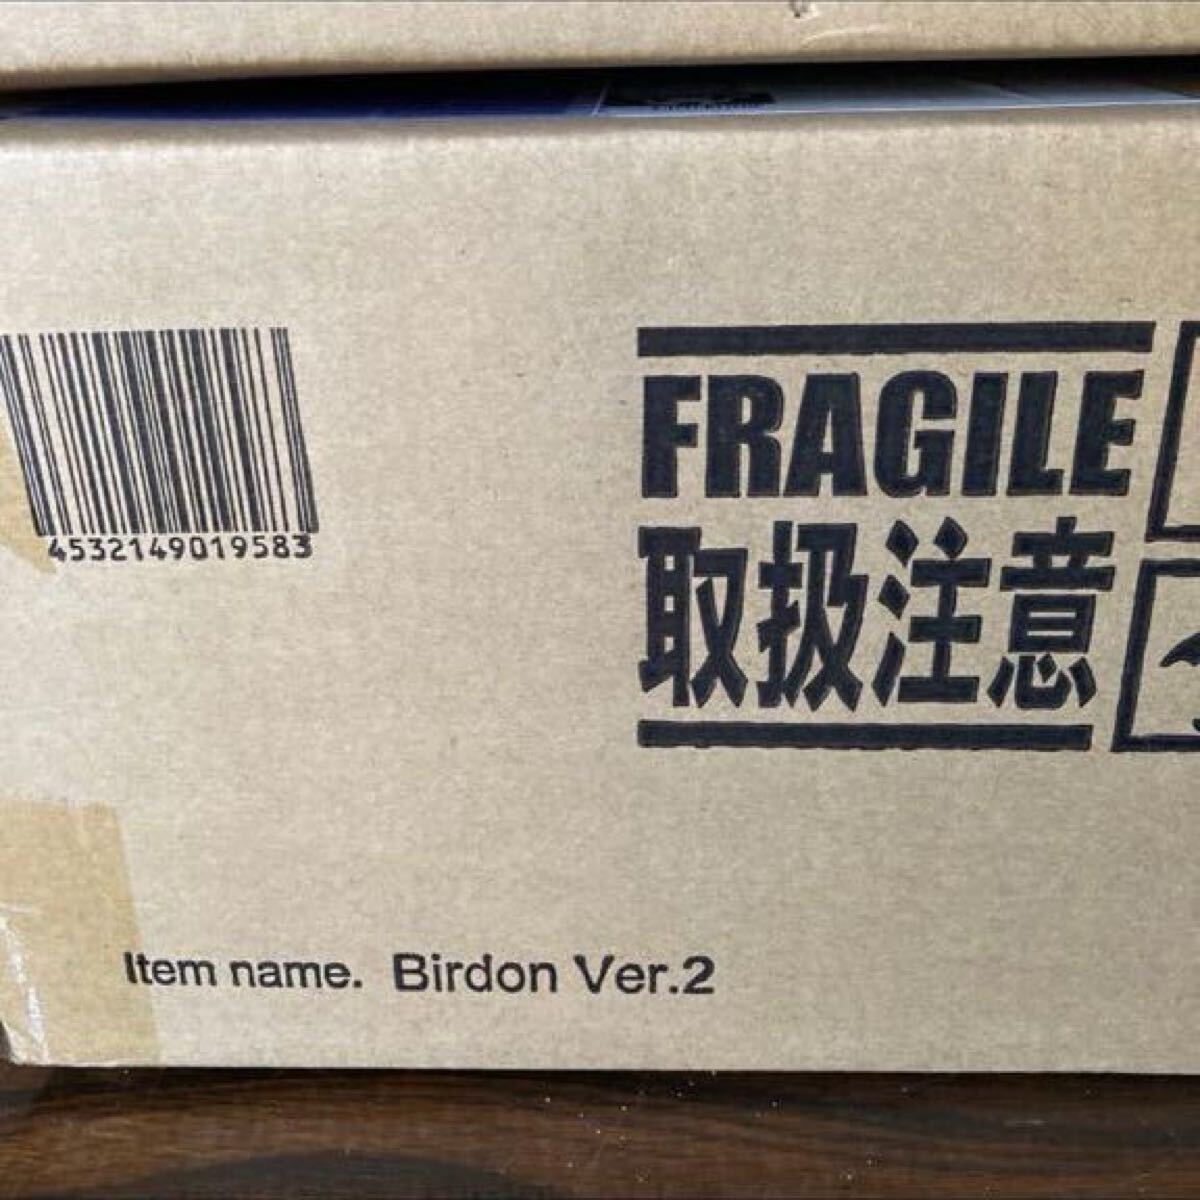 4532149019583
FRAGILE
取扱注意
Item name. Birdon Ver.2